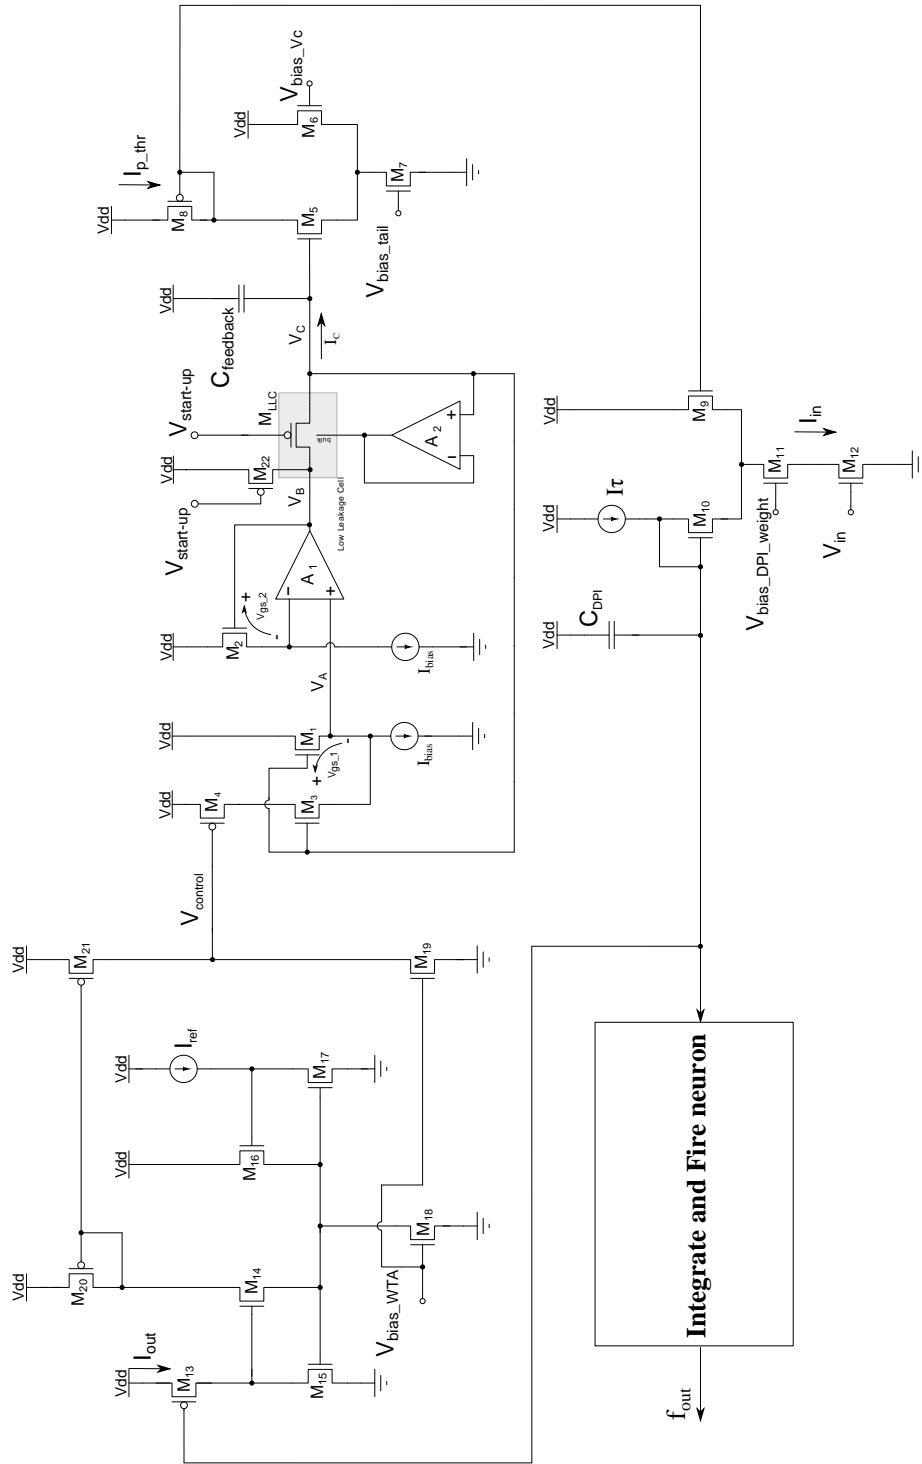 Vdd
M20
Vdd
M21
Vdd
Iout
M13
M14
M15
Vdd
M16
Vdd
Iref
M17
Vbias_WTA
M18
M19
Vcontrol
Vdd
M4
M3
Vdd
M1
+
Vgs_1
-
Ibias
VA
Vdd
M2
+
Vgs_2
-
Ibias
A1
-
+
Vstart-up
Vdd
M22
VB
Vstart-up
MLLC
bulk
Low Leakage Cell
A2
-
+
VC
IC
Vdd
Cfeedback
Vdd
M8
Ip_thr
M5
Vdd
M6
Vbias_Vc
M7
Vbias_tail
Vdd
CDPI
Vdd
Iτ
M10
Vdd
M9
M11
Vbias_DPI_weight
Iin
M12
Vin
Integrate and Fire neuron
fout